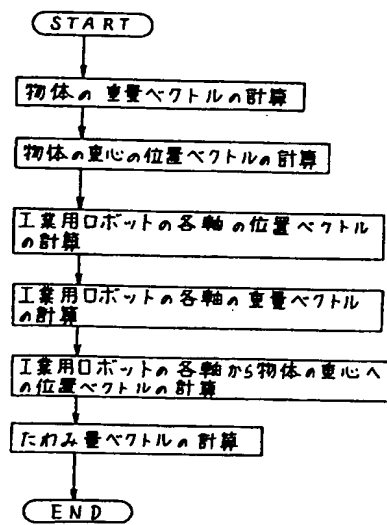 START
物体の重量ベクトルの計算
物体の重心の位置ベクトルの計算
工業用ロボットの各軸の位置ベクトル
の計算
工業用ロボットの各軸の重量ベクトル
の計算
工業用ロボットの各軸から物体の重心へ
の位置ベクトルの計算
たわみ量ベクトルの計算
END